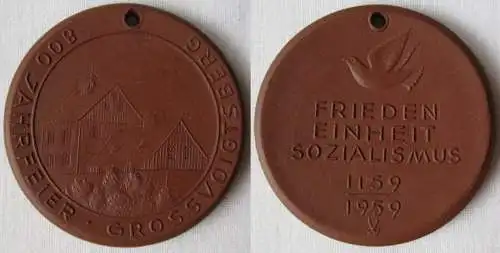 800 JAHRFEIER · GROSSVOIGTSBERG
FRIEDEN
EINHEIT
SOZIALISMUS
1159
1959